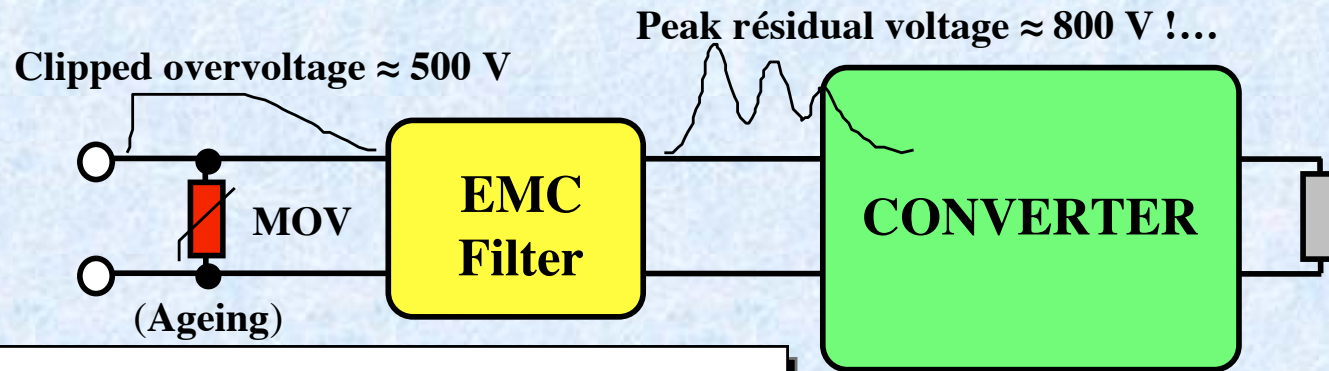 Peak résidual voltage ≈ 800 V !…
Clipped overvoltage ≈ 500 V
MOV
EMC
Filter
CONVERTER
(Ageing)